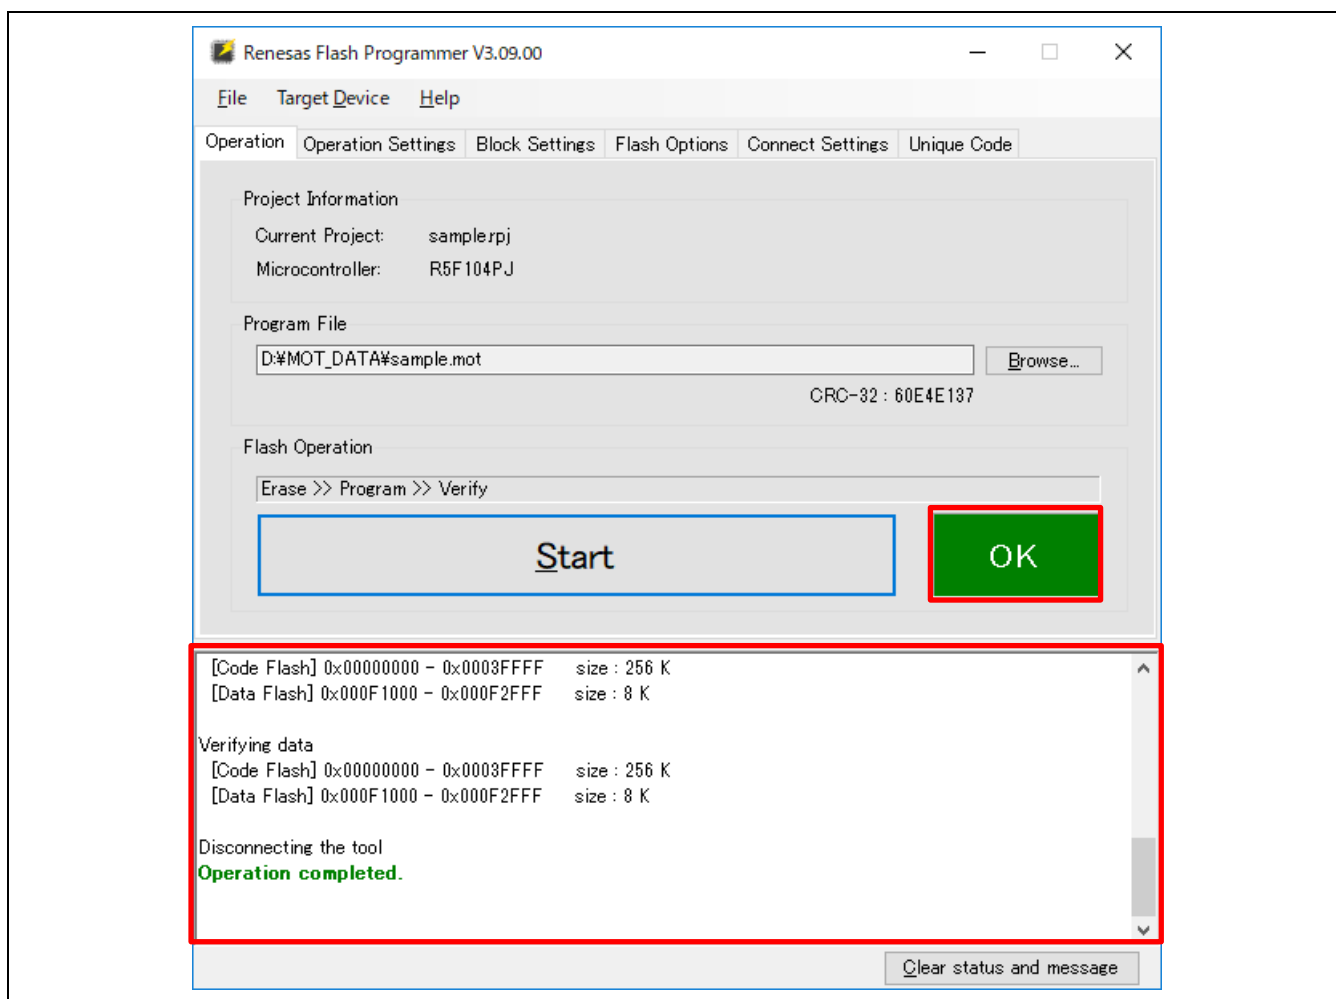 Renesas Flash Programmer V3.09.00
File Target Device Help
Operation Operation Settings Block Settings Flash Options Connect Settings Unique Code
Project Information
Current Project: sample.rpj
Microcontroller: R5F104PJ
Program File
D:¥MOT_DATA¥sample.mot Browse...
CRC-32 : 60E4E137
Flash Operation
Erase >> Program >> Verify
Start OK
[Code Flash] 0x00000000 - 0x0003FFFF size : 256 K
[Data Flash] 0x000F1000 - 0x000F2FFF size : 8 K
Verifying data
[Code Flash] 0x00000000 - 0x0003FFFF size : 256 K
[Data Flash] 0x000F1000 - 0x000F2FFF size : 8 K
Disconnecting the tool
Operation completed.
Clear status and message